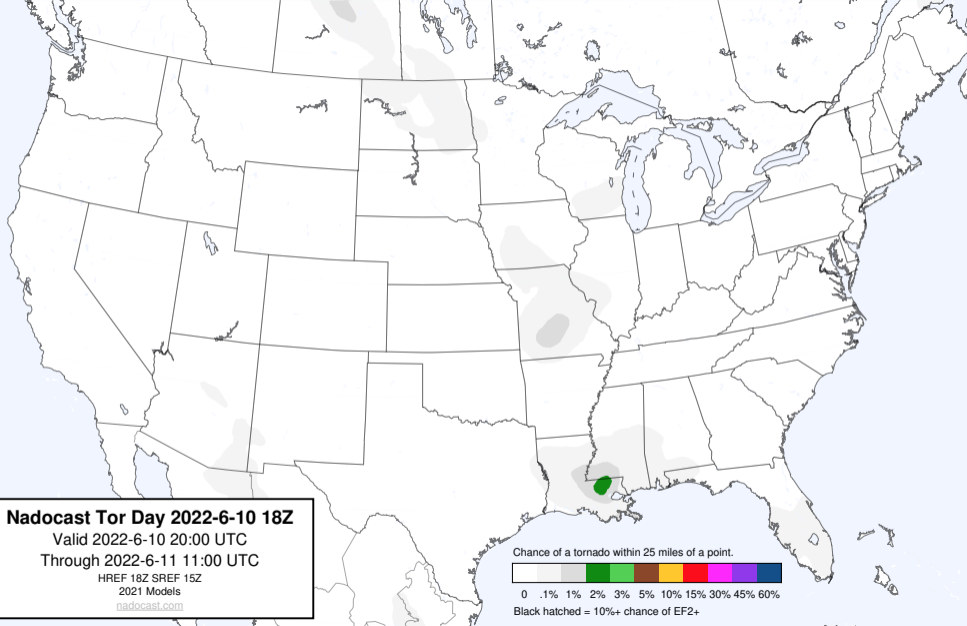 Nadocast Tor Day 2022-6-10 18Z
Valid 2022-6-10 20:00 UTC
Through 2022-6-11 11:00 UTC
HREF 18Z SREF 15Z
2021 Models
nadocast.com
Chance of a tornado within 25 miles of a point.
0 .1% 1% 2% 3% 5% 10% 15% 30% 45% 60%
Black hatched = 10%+ chance of EF2+